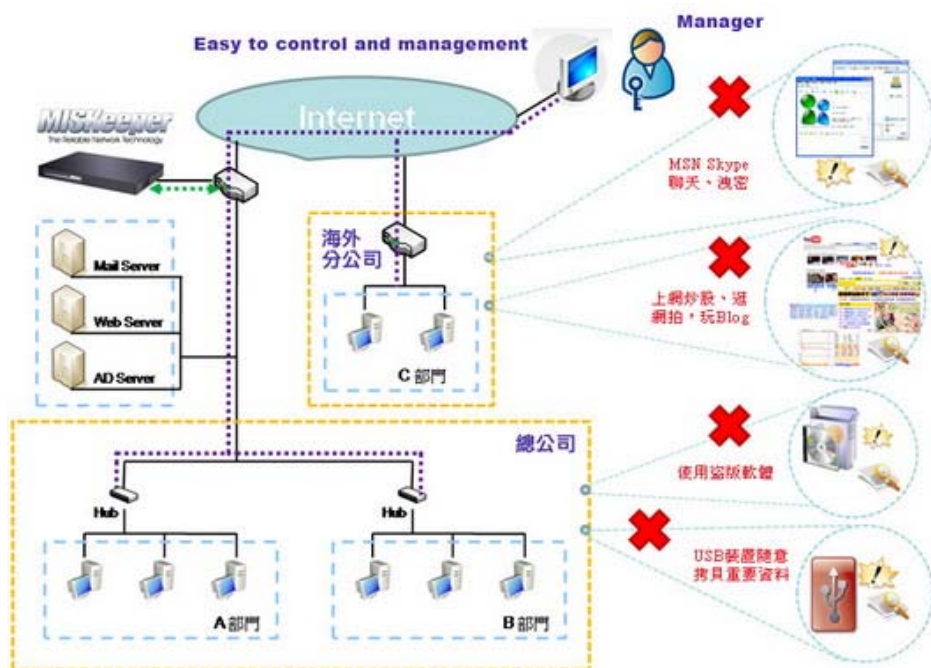 Easy to control and management
Manager
Internet
MISKeeper
The Reliable Network Technology
MSN Skype
聊天、洩密
海外
分公司
Mail Server
Web Server
AD Server
上網炒股、逛
網拍，玩Blog
C 部門
總公司
使用盜版軟體
Hub
Hub
USB裝置隨意
拷貝重要資料
A 部門
B 部門